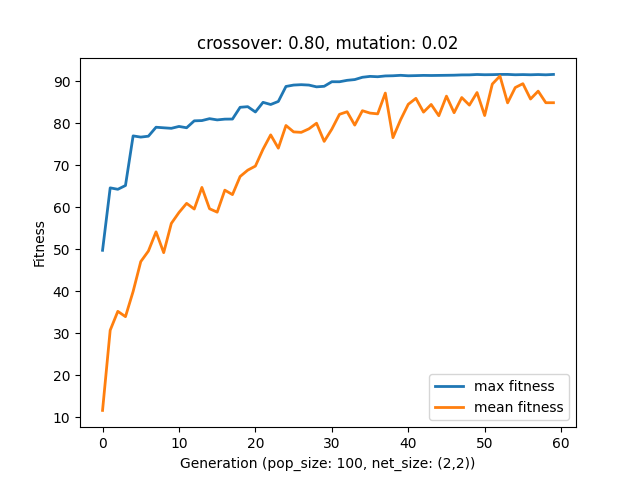 crossover: 0.80, mutation: 0.02
Fitness
90
80
70
60
50
40
30
20
10
max fitness
mean fitness
0 10 20 30 40 50 60
Generation (pop_size: 100, net_size: (2,2))